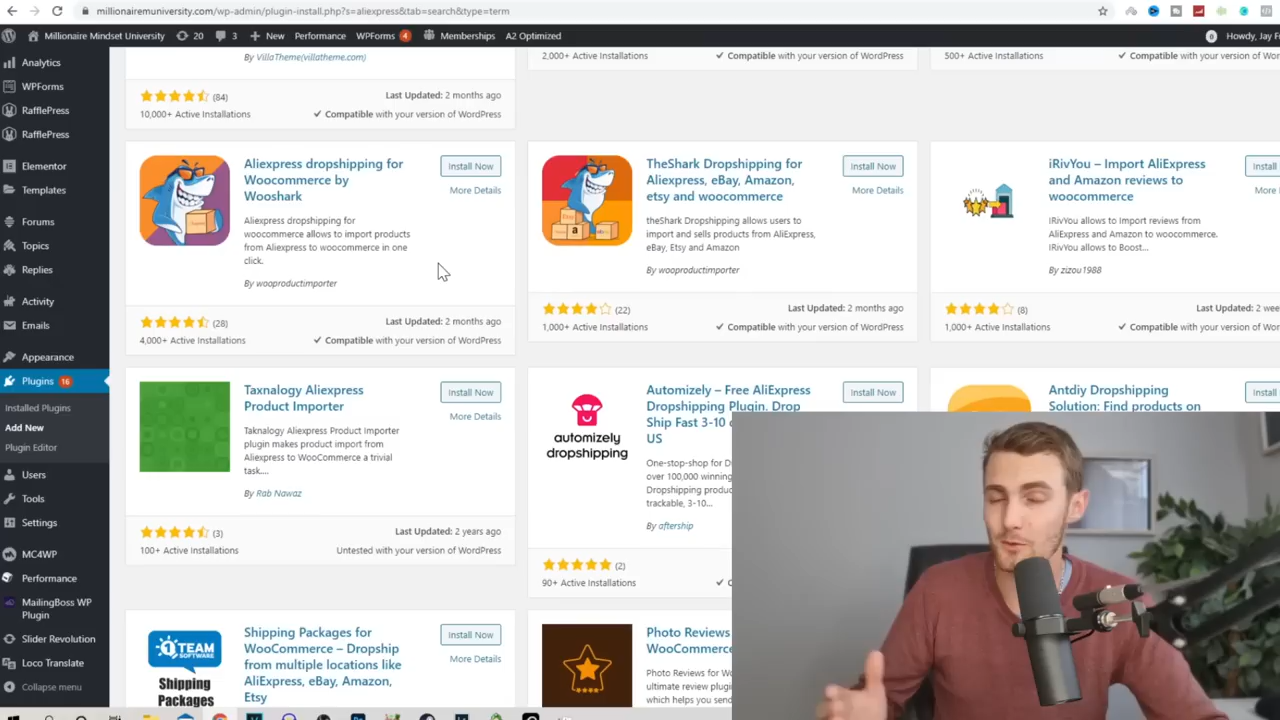 millionairemuniversity.com/wp-admin/plugin-install.php?s=aliexpress&tab=search&type=term
Millionaire Mindset University
20
3
New
Performance
WPForms 4
Memberships
A2 Optimized
Howdy, Jay F
Analytics
WPForms
RafflePress
RafflePress
Elementor
Templates
Forums
Topics
Replies
Activity
Emails
Appearance
Plugins 16
Installed Plugins
Add New
Plugin Editor
Users
Tools
Settings
MC4WP
Performance
MailingBoss WP
Plugin
Slider Revolution
Loco Translate
Collapse menu
By VillaTheme(villatheme.com)
(84)
Last Updated: 2 months ago
10,000+ Active Installations
Compatible with your version of WordPress
2,000+ Active Installations
Compatible with your version of WordPress
500+ Active Installations
Compatible with your version of WordPress
Aliexpress dropshipping for
Woocommerce by
Wooshark
Install Now
More Details
Aliexpress dropshipping for
woocommerce allows to import products
from Aliexpress to woocommerce in one
click.
By wooproductimporter
(28)
Last Updated: 2 months ago
4,000+ Active Installations
Compatible with your version of WordPress
TheShark Dropshipping for
Aliexpress, eBay, Amazon,
etsy and woocommerce
Install Now
More Details
theShark Dropshipping allows users to
import and sells products from AliExpress,
eBay, Etsy and Amazon
By wooproductimporter
(22)
Last Updated: 2 months ago
1,000+ Active Installations
Compatible with your version of WordPress
iRivYou – Import AliExpress
and Amazon reviews to
woocommerce
Install
More
IRivYou allows to Import reviews from
AliExpress and Amazon to woocommerce.
IRivYou allows to Boost...
By zizou1988
(8)
Last Updated: 2 wee
1,000+ Active Installations
Compatible with your version of WordPress
Taxnalogy Aliexpress
Product Importer
Install Now
More Details
Taknalogy Aliexpress Product Importer
plugin makes product import from
Aliexpress to WooCommerce a trivial
task....
By Rab Nawaz
(3)
Last Updated: 2 years ago
100+ Active Installations
Untested with your version of WordPress
automizely
dropshipping
Automizely – Free AliExpress
Dropshipping Plugin. Drop
Ship Fast 3-10
US
Install Now
More Details
One-stop-shop for D
over 100,000 winning
Dropshipping produc
trackable, 3-10...
By aftership
(2)
90+ Active Installations
Antdiy Dropshipping
Solution: Find products on
Install
1TEAM
SOFTWARE
Shipping
Packages
Shipping Packages for
WooCommerce – Dropship
from multiple locations like
AliExpress, eBay, Amazon,
Etsy
Install Now
More Details
Photo Reviews
WooCommerce
Photo Reviews for Wo
ultimate review plugi
which helps you send